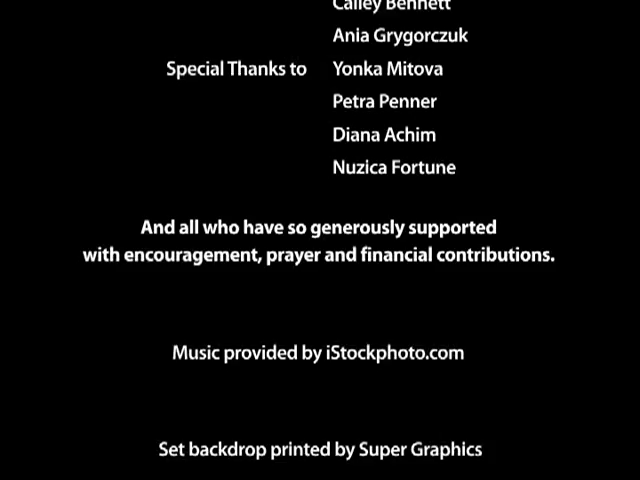 Calley Bennett
Ania Grygorczuk
Special Thanks to Yonka Mitova
Petra Penner
Diana Achim
Nuzica Fortune
And all who have so generously supported
with encouragement, prayer and financial contributions.
Music provided by iStockphoto.com
Set backdrop printed by Super Graphics